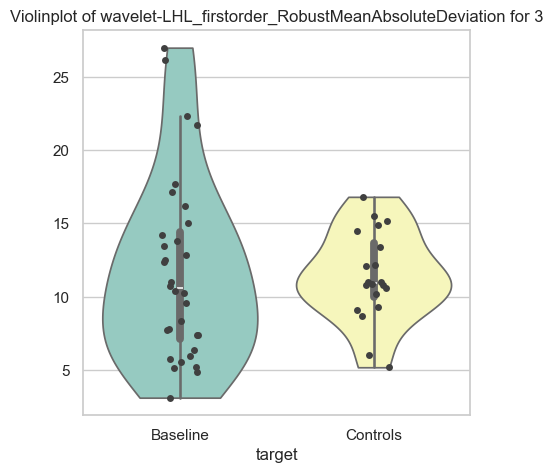 Violinplot of wavelet-LHL_firstorder_RobustMeanAbsoluteDeviation for 3
25
20
15
10
5
Baseline Controls
target